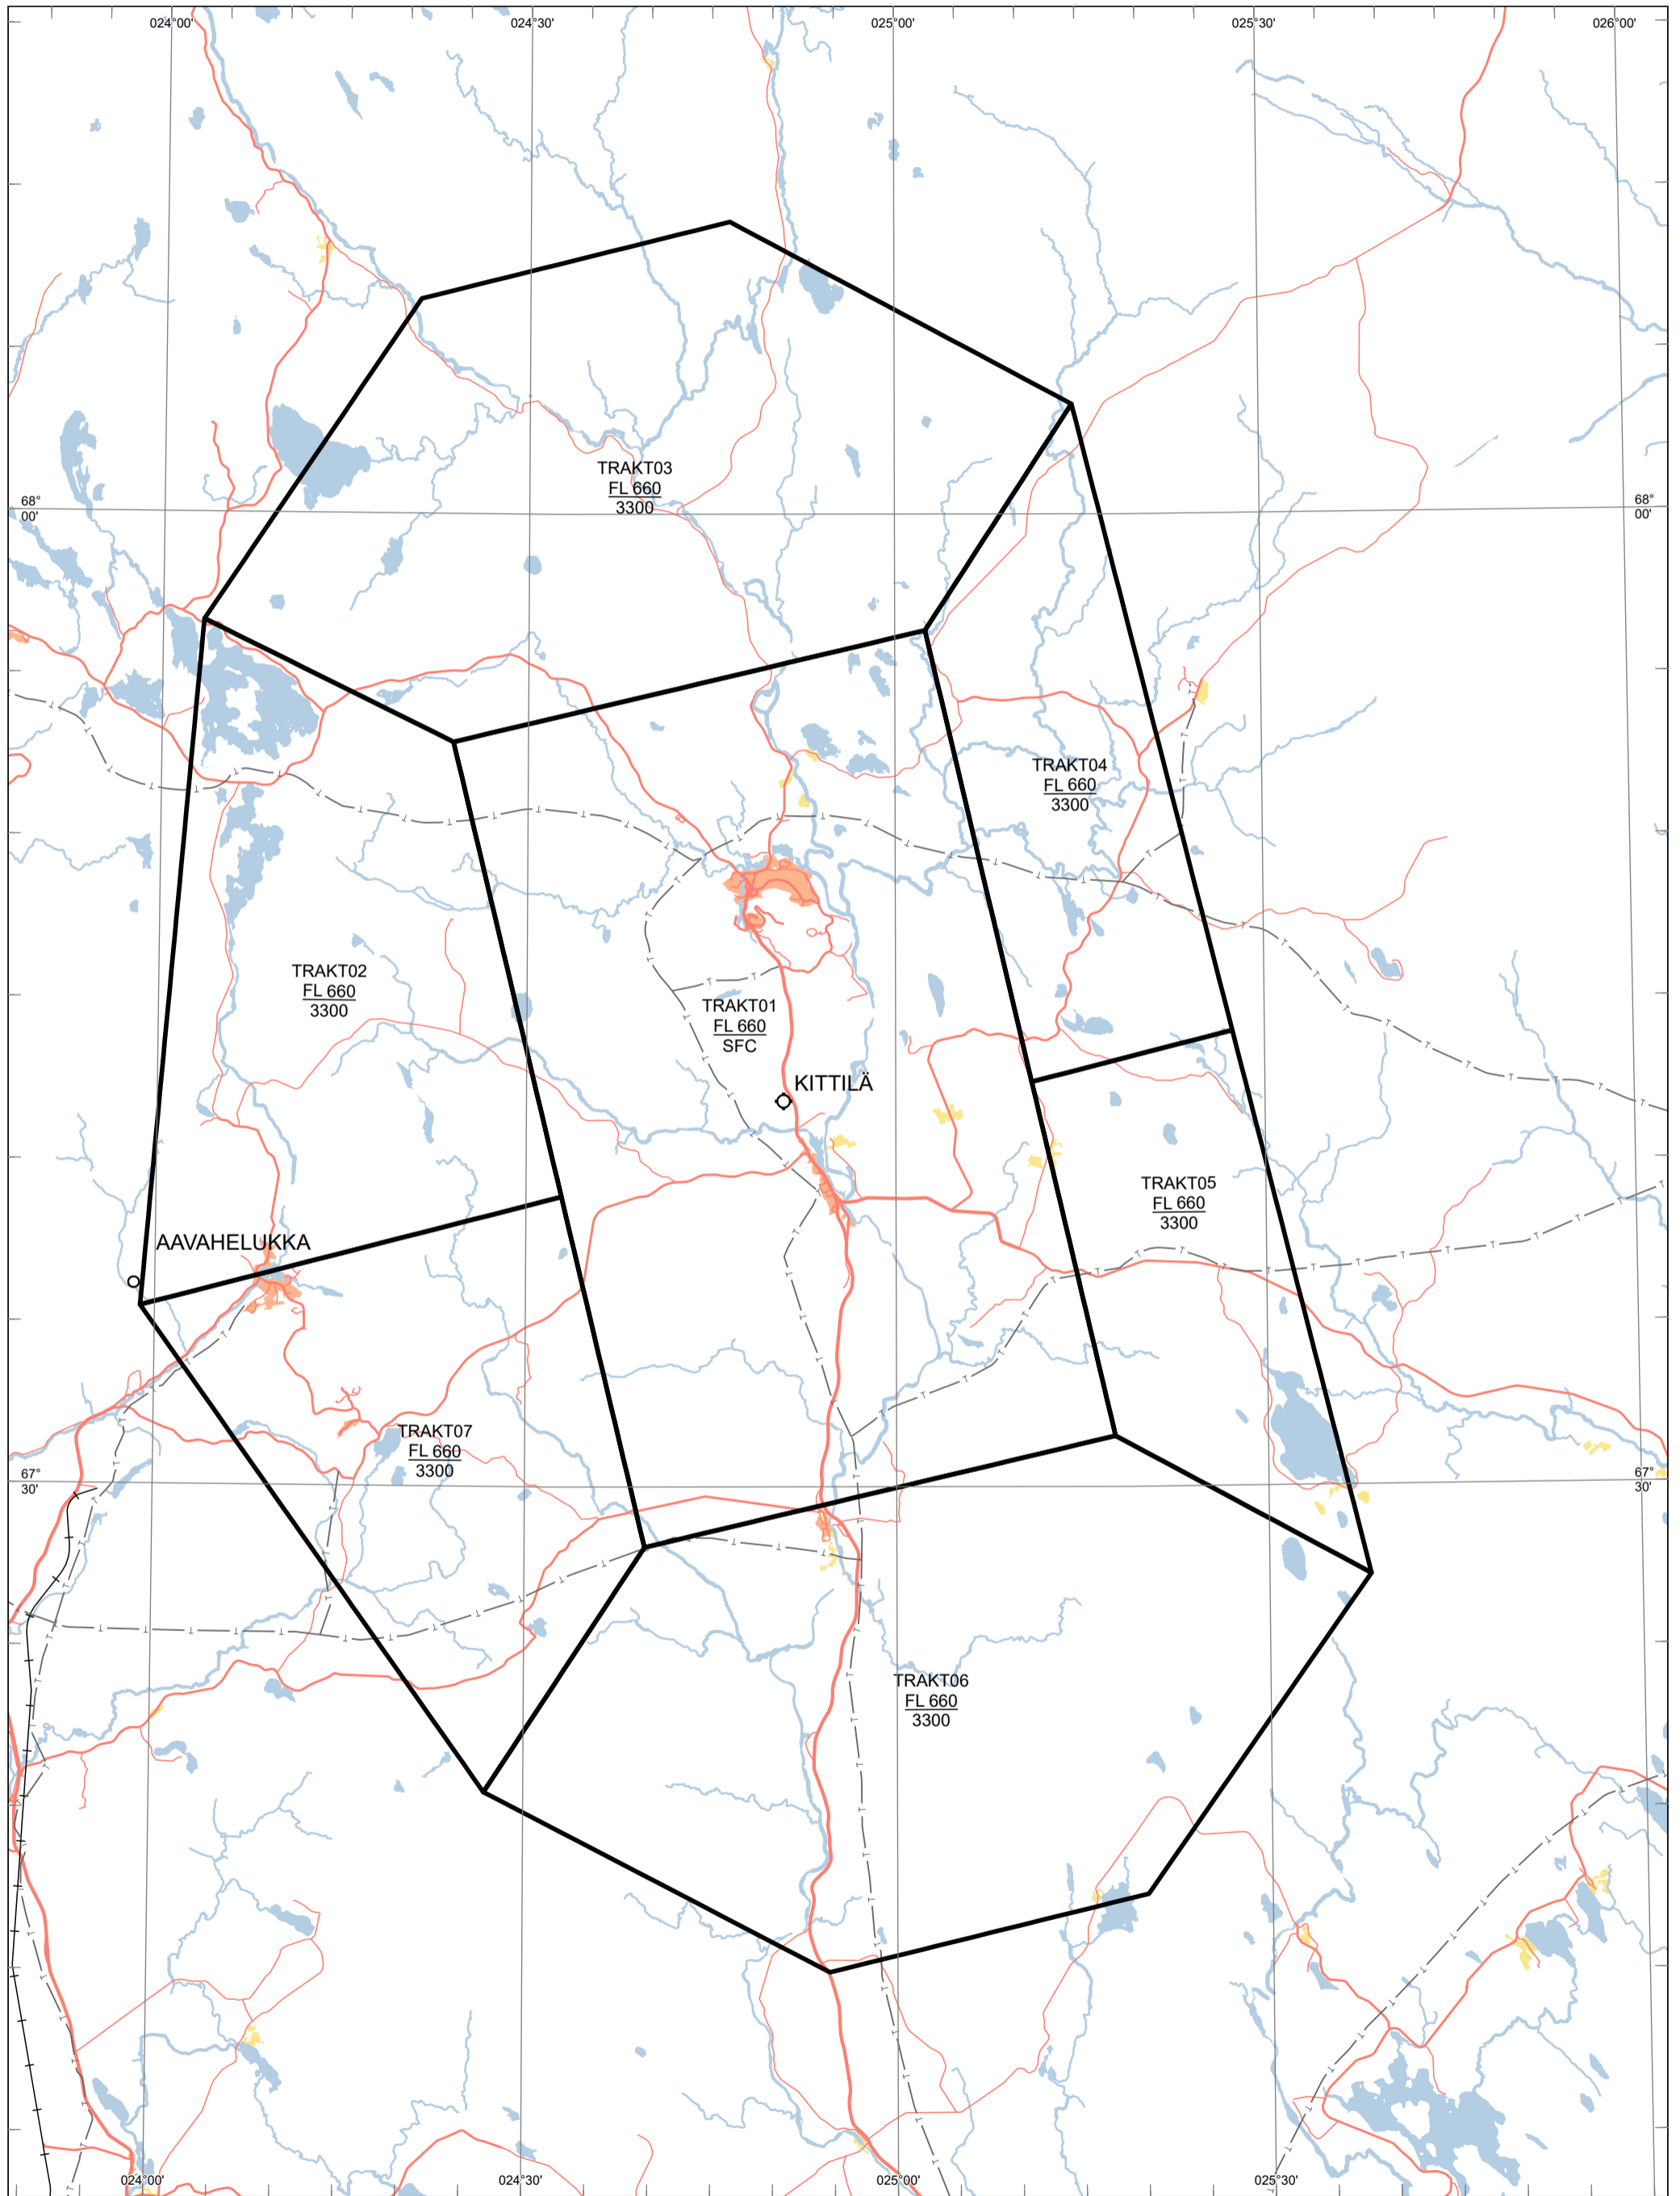 024°00'
024°30'
025°00'
025°30'
026°00'
TRAKT03
FL 660
3300
68°
00'
68°
00'
TRAKT04
FL 660
3300
TRAKT02
FL 660
3300
TRAKT01
FL 660
SFC
KITTILÄ
TRAKT05
FL 660
3300
AAVAHELUKKA
TRAKT07
FL 660
3300
67°
30'
67°
30'
TRAKT06
FL 660
3300
024°00'
024°30'
025°00'
025°30'